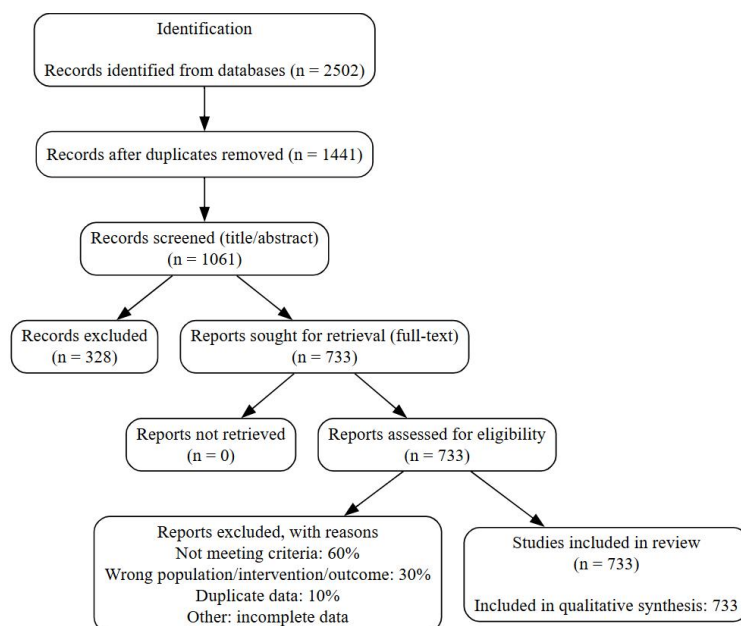 Identification
Records identified from databases (n = 2502)
Records after duplicates removed (n = 1441)
Records screened (title/abstract)
(n = 1061)
Records excluded
(n = 328)
Reports sought for retrieval (full-text)
(n = 733)
Reports not retrieved
(n = 0)
Reports assessed for eligibility
(n = 733)
Reports excluded, with reasons
Not meeting criteria: 60%
Wrong population/intervention/outcome: 30%
Duplicate data: 10%
Other: incomplete data
Studies included in review
(n = 733)
Included in qualitative synthesis: 733